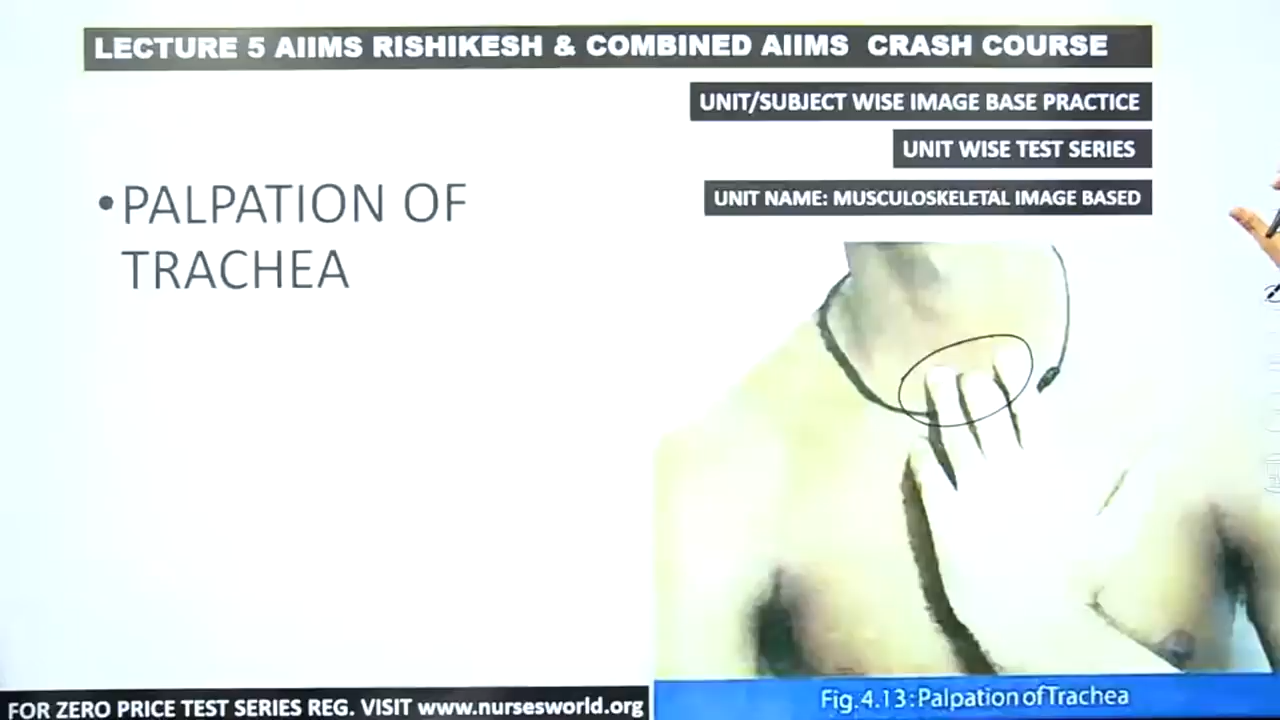 LECTURE 5 AIIMS RISHIKESH & COMBINED AIIMS CRASH COURSE
UNIT/SUBJECT WISE IMAGE BASE PRACTICE
UNIT WISE TEST SERIES
UNIT NAME: MUSCULOSKELETAL IMAGE BASED
•PALPATION OF
TRACHEA
Fig. 4.13 : Palpation of Trachea
FOR ZERO PRICE TEST SERIES REG. VISIT www.nursesworld.org